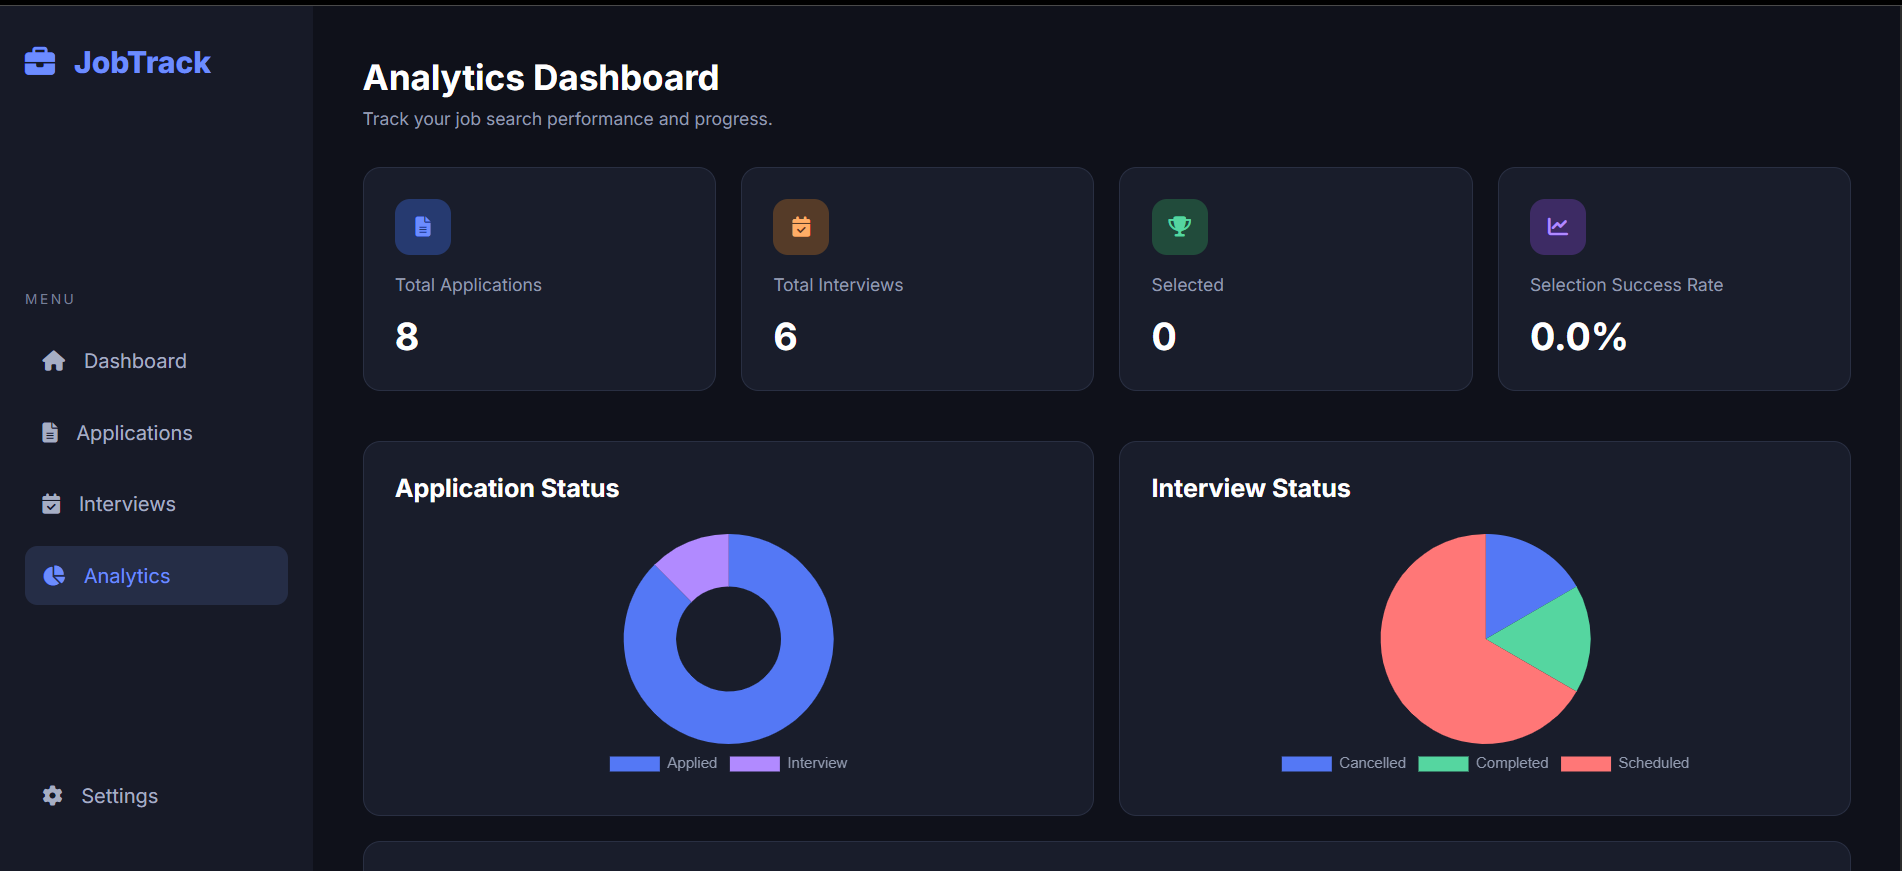 JobTrack
MENU
Dashboard
Applications
Interviews
Analytics
Settings
Analytics Dashboard
Track your job search performance and progress.
Total Applications
8
Total Interviews
6
Selected
0
Selection Success Rate
0.0%
Application Status
Applied Interview
Interview Status
Cancelled Completed Scheduled